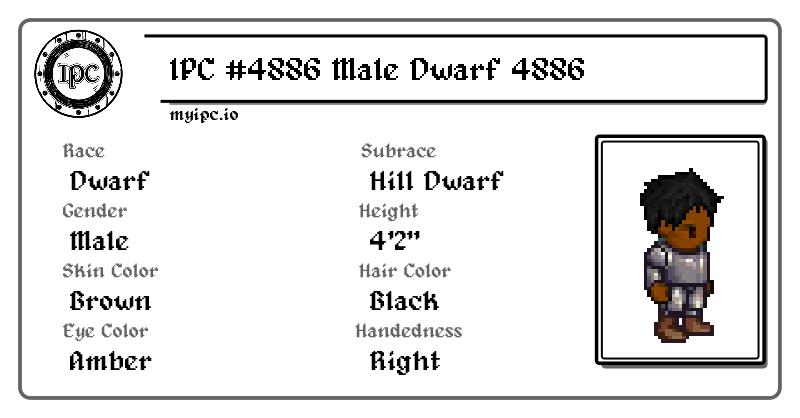 IPC
IPC #4886 Male Dwarf 4886
myipc.io
Race
Dwarf
Subrace
Hill Dwarf
Gender
Male
Height
4'2"
Skin Color
Brown
Hair Color
Black
Eye Color
Amber
Handedness
Right